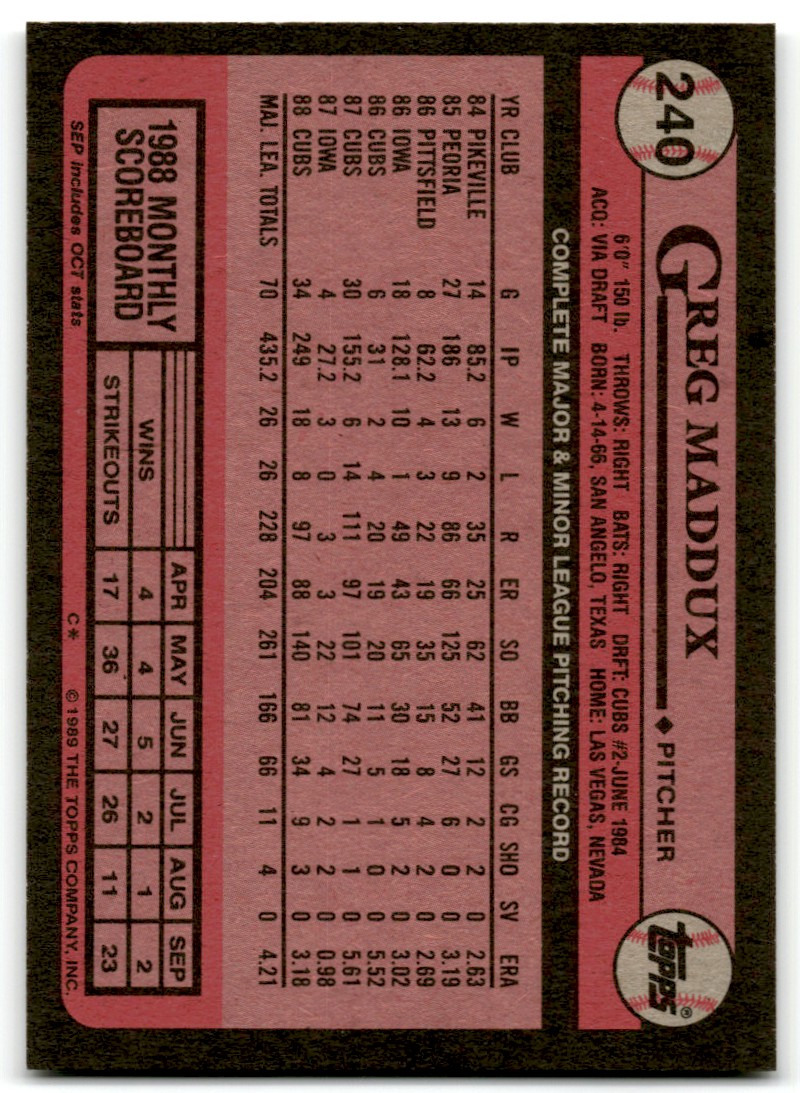 240
GREG MADDUX ◆ PITCHER
topps®
6'0" 150 lb. THROWS: RIGHT BATS: RIGHT DRFT: CUBS #2-JUNE 1984
ACQ: VIA DRAFT BORN: 4-14-66, SAN ANGELO, TEXAS HOME: LAS VEGAS, NEVADA
COMPLETE MAJOR & MINOR LEAGUE PITCHING RECORD
YR CLUB G IP W L R ER SO BB GS CG SHO SV ERA
84 PIKEVILLE 14 85.2 6 2 35 25 62 41 12 2 2 0 2.63
85 PEORIA 27 186 13 9 86 66 125 52 27 6 0 0 3.19
86 PITTSFIELD 8 62.2 4 3 22 19 35 15 8 4 2 0 2.69
86 IOWA 18 128.1 10 1 49 43 65 30 18 5 2 0 3.02
86 CUBS 6 31 2 4 20 19 20 11 5 1 0 0 5.52
87 CUBS 30 155.2 6 14 111 97 101 74 27 1 1 0 5.61
87 IOWA 4 27.2 3 0 3 3 22 12 4 2 2 0 0.98
88 CUBS 34 249 18 8 97 88 140 81 34 9 3 0 3.18
MAJ. LEA. TOTALS 70 435.2 26 26 228 204 261 166 66 11 4 0 4.21
1988 MONTHLY
SCOREBOARD
APR MAY JUN JUL AUG SEP
WINS 4 4 5 2 1 2
STRIKEOUTS 17 36 27 26 11 23
SEP includes OCT stats
C* © 1989 THE TOPPS COMPANY, INC.